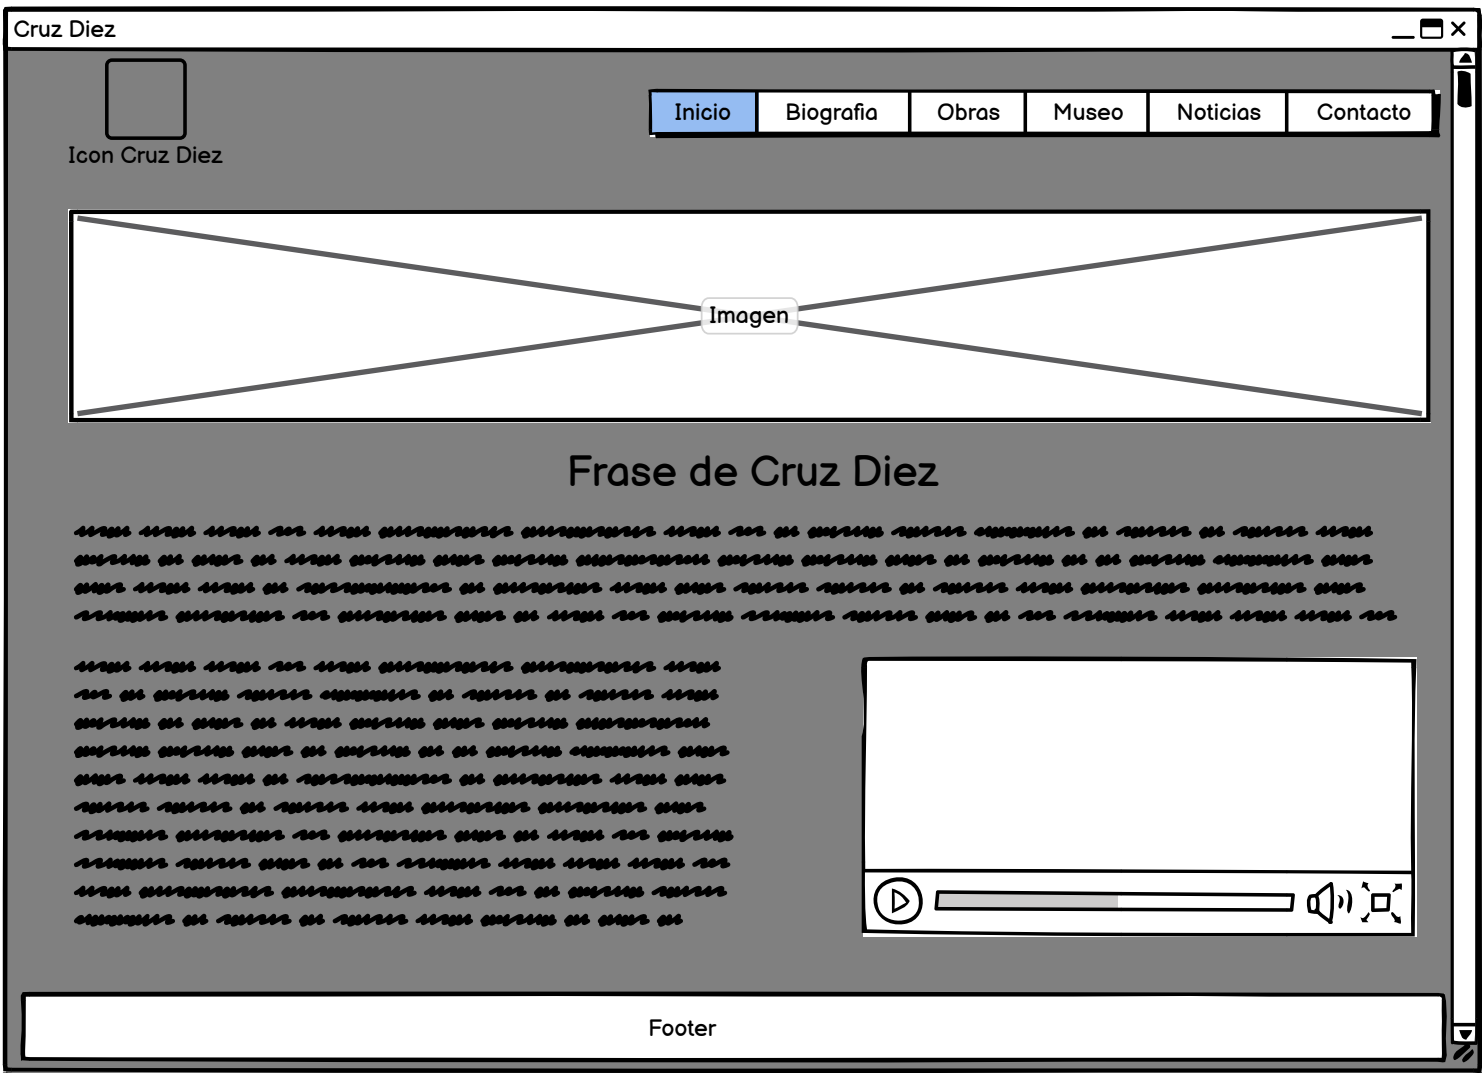 Cruz Diez
Icon Cruz Diez
Inicio Biografia Obras Museo Noticias Contacto
Imagen
Frase de Cruz Diez
Footer